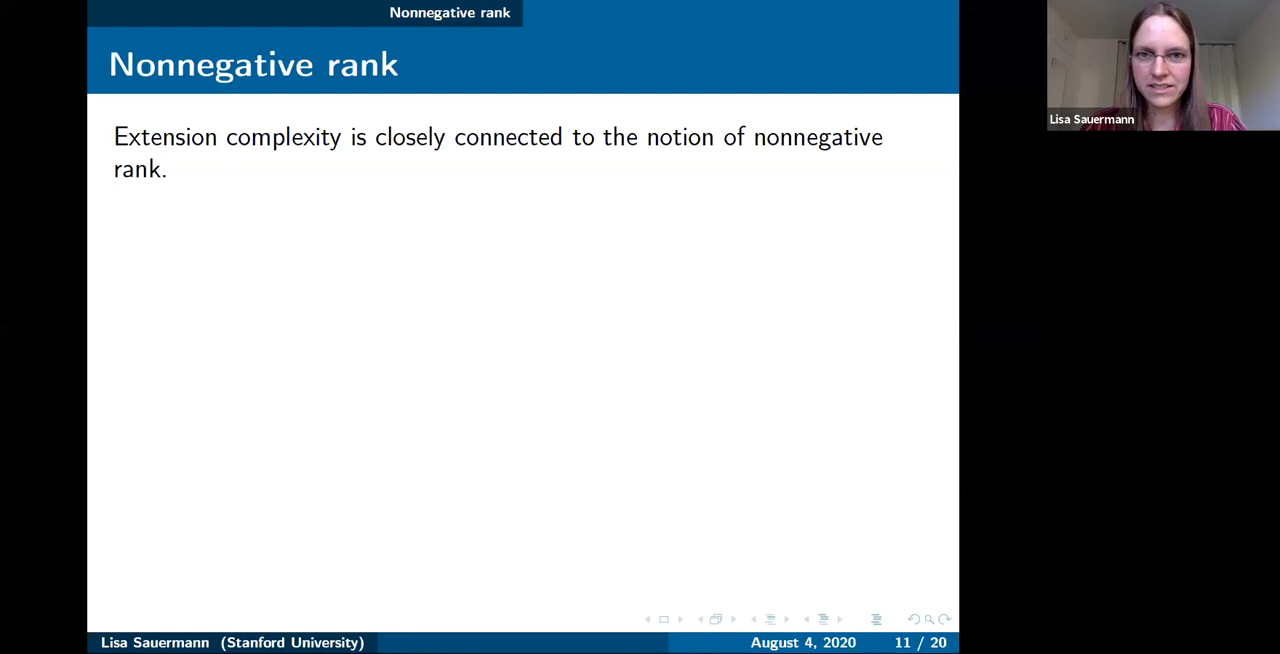 Nonnegative rank
Nonnegative rank
Extension complexity is closely connected to the notion of nonnegative
rank.
Lisa Sauermann
Lisa Sauermann (Stanford University)
August 4, 2020
11 / 20